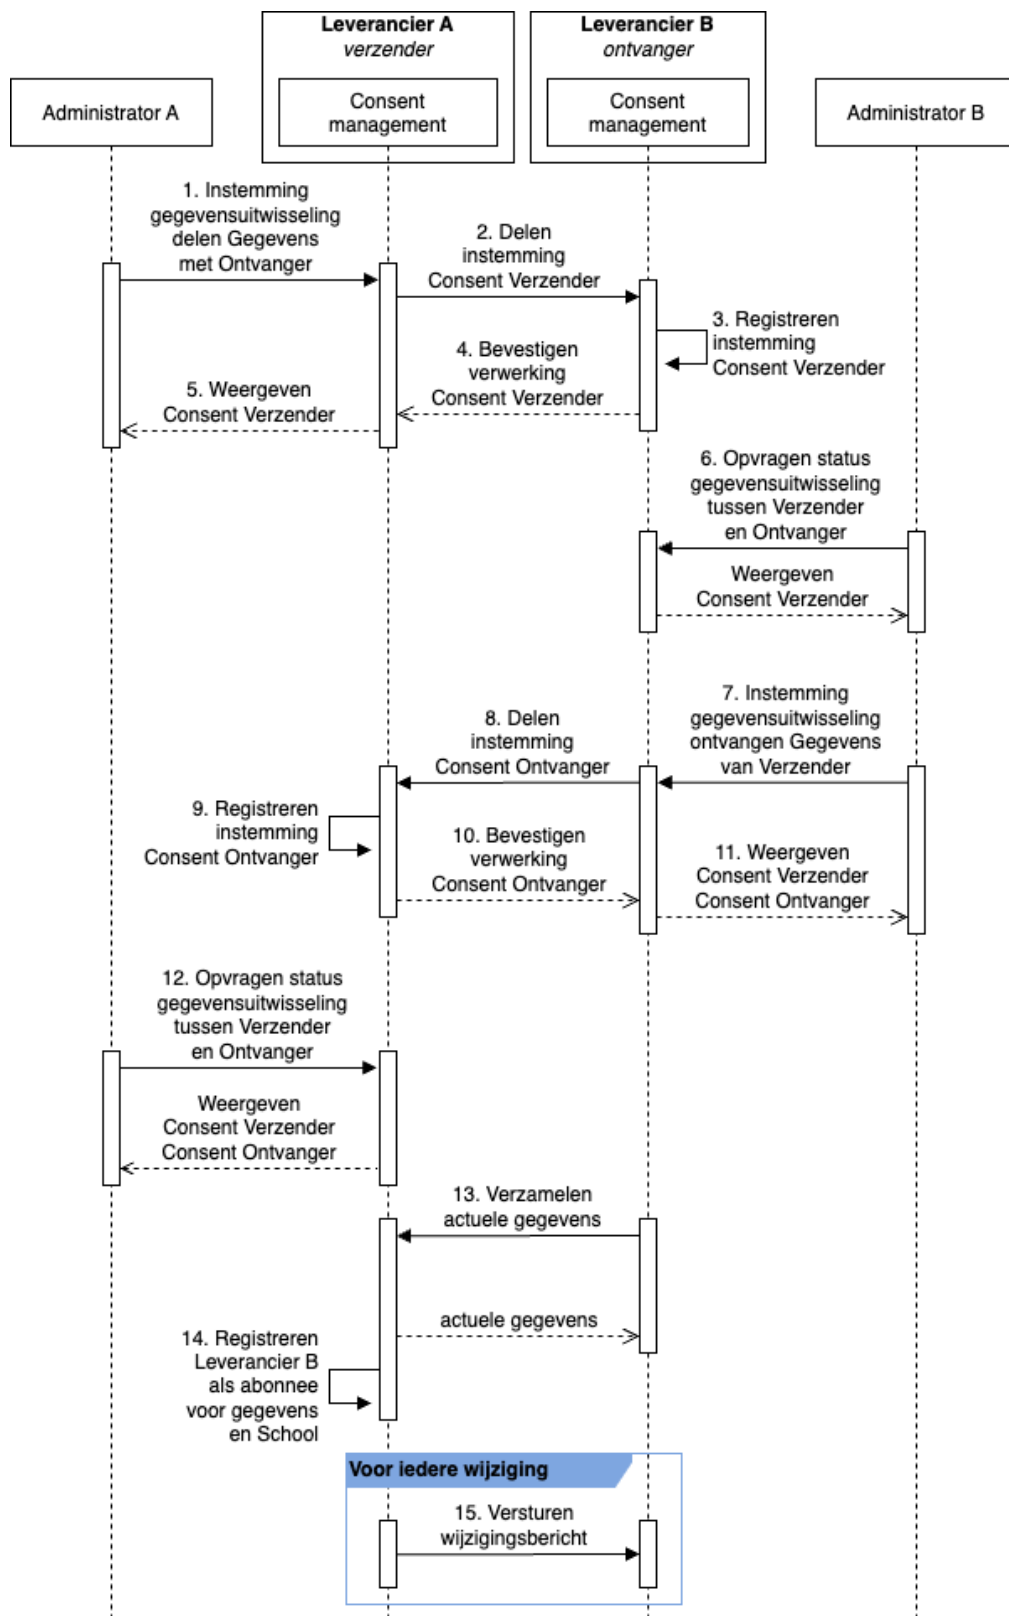 Leverancier A
verzender
Leverancier B
ontvanger
Administrator A
Consent
management
Consent
management
Administrator B
1. Instemming
gegevensuitwisseling
delen Gegevens
met Ontvanger
2. Delen
instemming
Consent Verzender
3. Registreren
instemming
Consent Verzender
4. Bevestigen
verwerking
Consent Verzender
5. Weergeven
Consent Verzender
6. Opvragen status
gegevensuitwisseling
tussen Verzender
en Ontvanger
Weergeven
Consent Verzender
7. Instemming
gegevensuitwisseling
ontvangen Gegevens
van Verzender
8. Delen
instemming
Consent Ontvanger
9. Registreren
instemming
Consent Ontvanger
10. Bevestigen
verwerking
Consent Ontvanger
11. Weergeven
Consent Verzender
Consent Ontvanger
12. Opvragen status
gegevensuitwisseling
tussen Verzender
en Ontvanger
Weergeven
Consent Verzender
Consent Ontvanger
13. Verzamelen
actuele gegevens
actuele gegevens
14. Registreren
Leverancier B
als abonnee
voor gegevens
en School
Voor iedere wijziging
15. Versturen
wijzigingsbericht